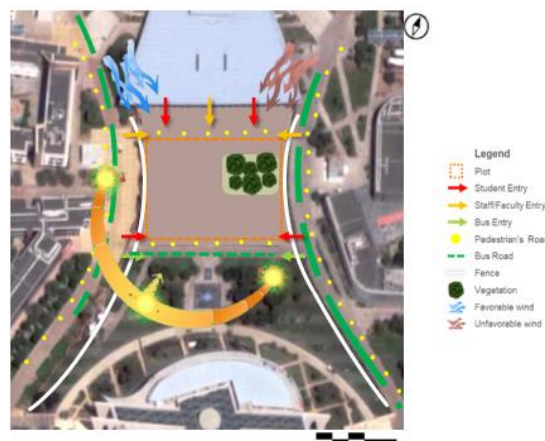 Legend
Plot
Student Entry
Staff/Faculty Entry
Bus Entry
Pedestrian's Roa
Bus Road
Fence
Vegetation
Favorable wind
Unfavorable wind